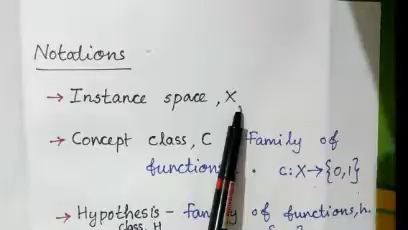 Notations
→ Instance space, X
→ Concept class, C Family of
functions. c:X→{0,1}
→ Hypothesis - family of functions, h.
class, H